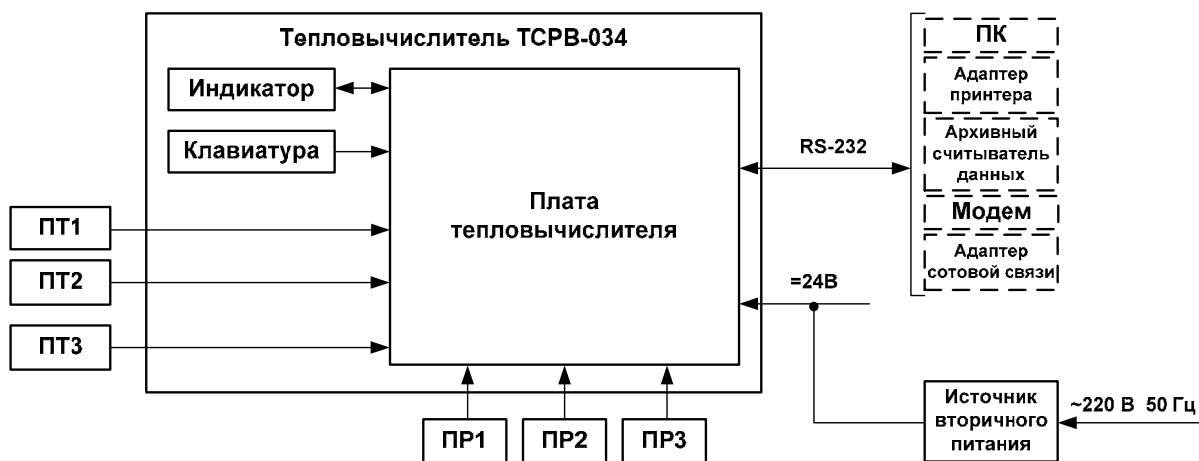 Тепловычислитель ТСРВ-034
Индикатор
Клавиатура
Плата
тепловычислителя
ПТ1
ПТ2
ПТ3
ПР1
ПР2
ПР3
RS-232
=24В
ПК
Адаптер
принтера
Архивный
считыватель
данных
Модем
Адаптер
сотовой связи
Источник
вторичного
питания
~220 В 50 Гц